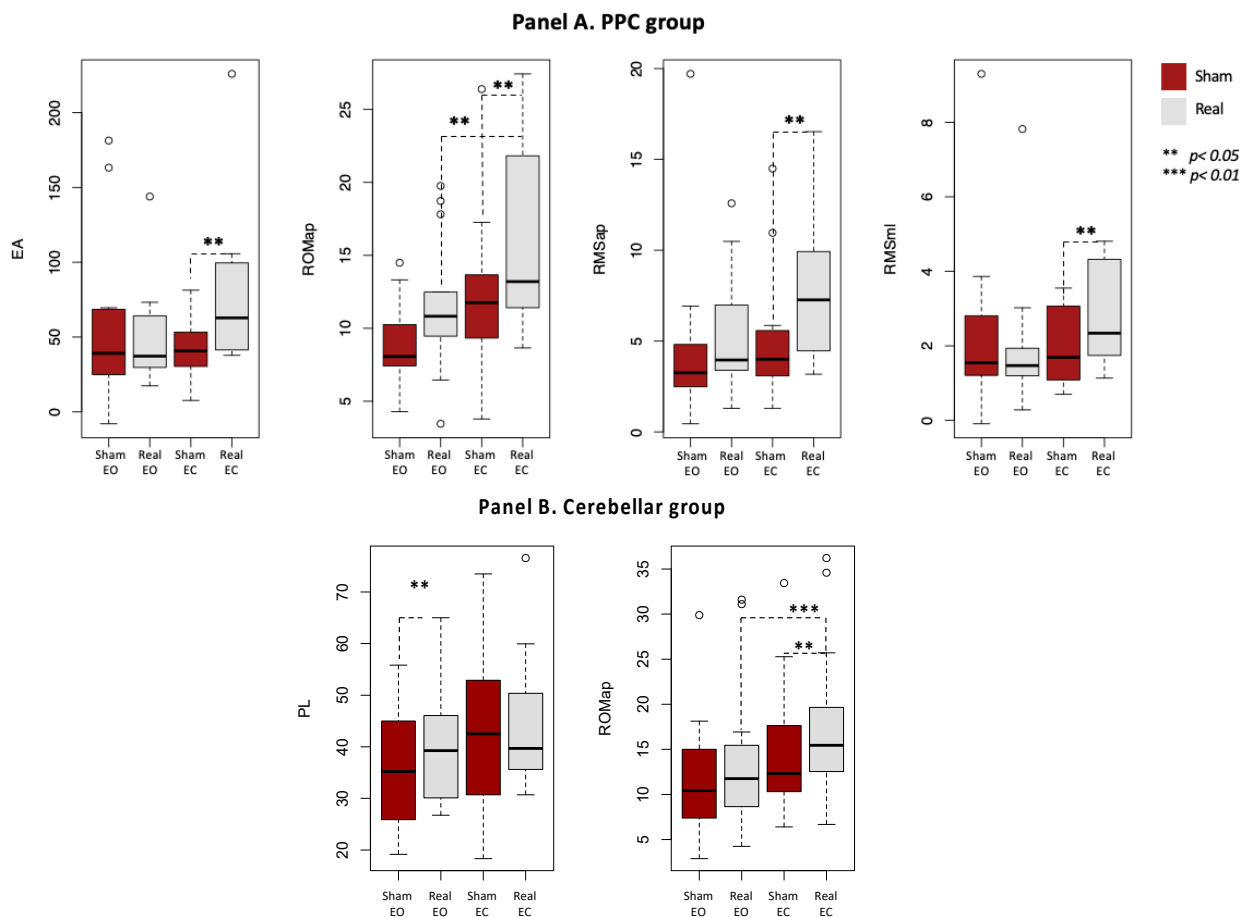 Panel A. PPC group
EA
0
50
100
150
200
**
Sham Real Sham Real
EO EO EC EC
ROMap
5
10
15
20
25
**
**
Sham Real Sham Real
EO EO EC EC
RMSap
0
5
10
15
20
**
Sham Real Sham Real
EO EO EC EC
RMSml
0
2
4
6
8
**
Sham Real Sham Real
EO EO EC EC
Sham
Real
** p< 0.05
*** p< 0.01
Panel B. Cerebellar group
PL
20
30
40
50
60
70
**
Sham Real Sham Real
EO EO EC EC
ROMap
5
10
15
20
25
30
35
***
**
Sham Real Sham Real
EO EO EC EC